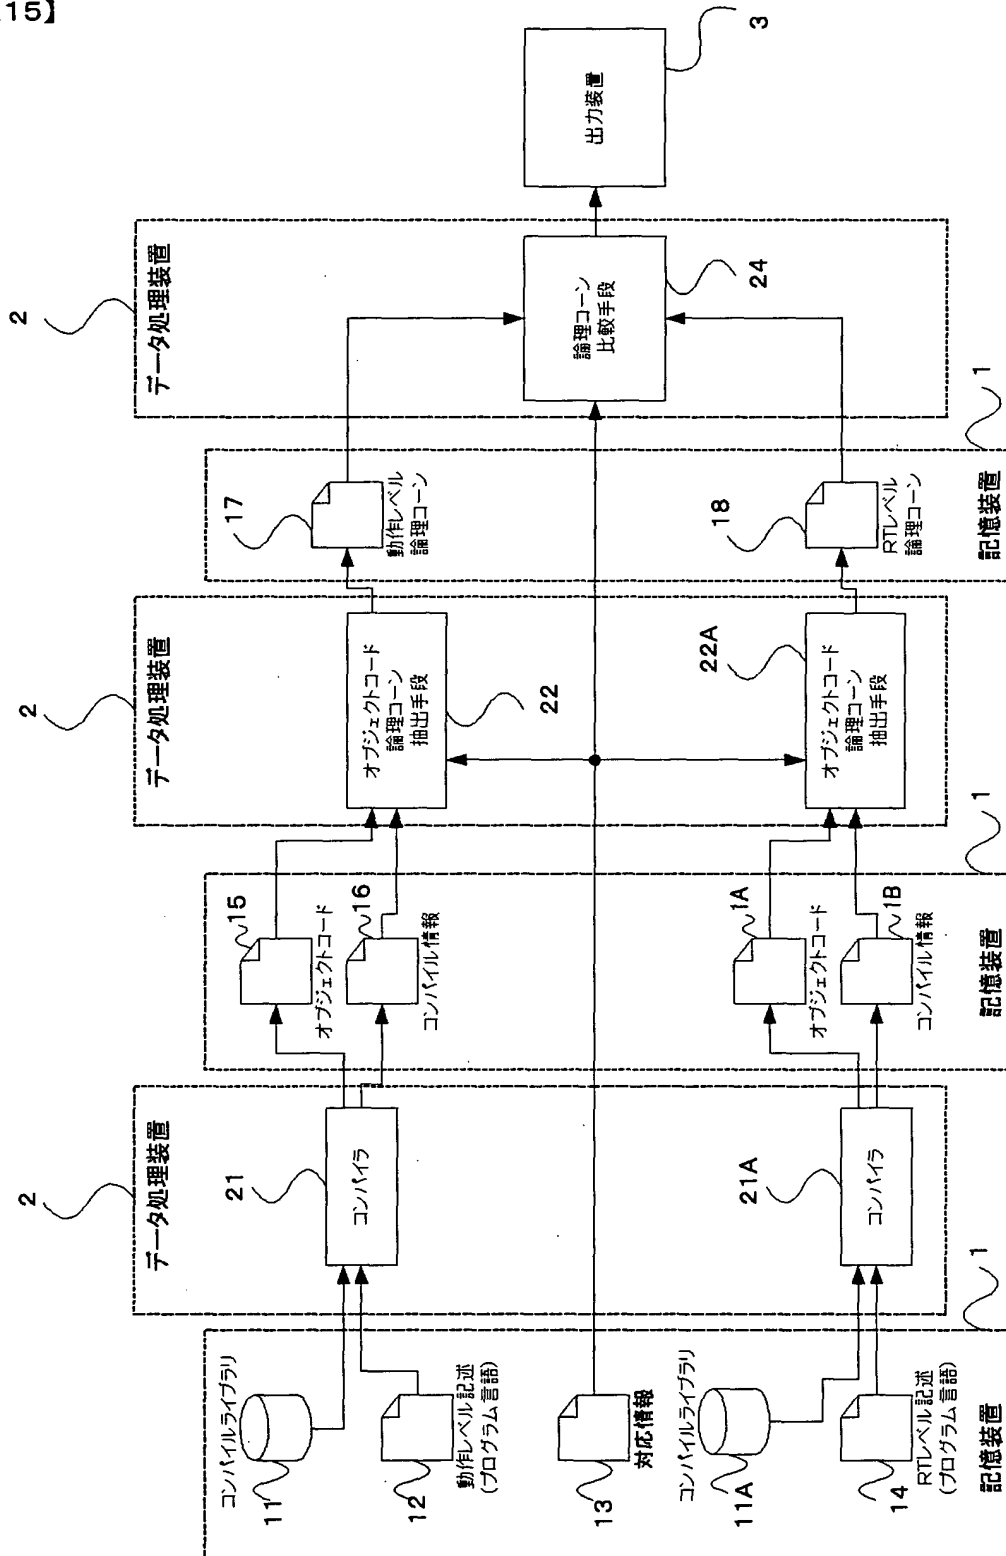 15】
コンパイルライブラリ
11
動作レベル記述
(プログラム言語)
12
対応情報
13
コンパイルライブラリ
11A
RTレベル記述
(プログラム言語)
14
記憶装置
1
データ処理装置
2
コンパイラ
21
コンパイラ
21A
オブジェクトコード
15
コンパイル情報
16
オブジェクトコード
1A
コンパイル情報
1B
記憶装置
1
データ処理装置
2
オブジェクトコード
論理コーン
抽出手段
22
オブジェクトコード
論理コーン
抽出手段
22A
動作レベル
論理コーン
17
RTレベル
論理コーン
18
記憶装置
1
データ処理装置
2
論理コーン
比較手段
24
出力装置
3